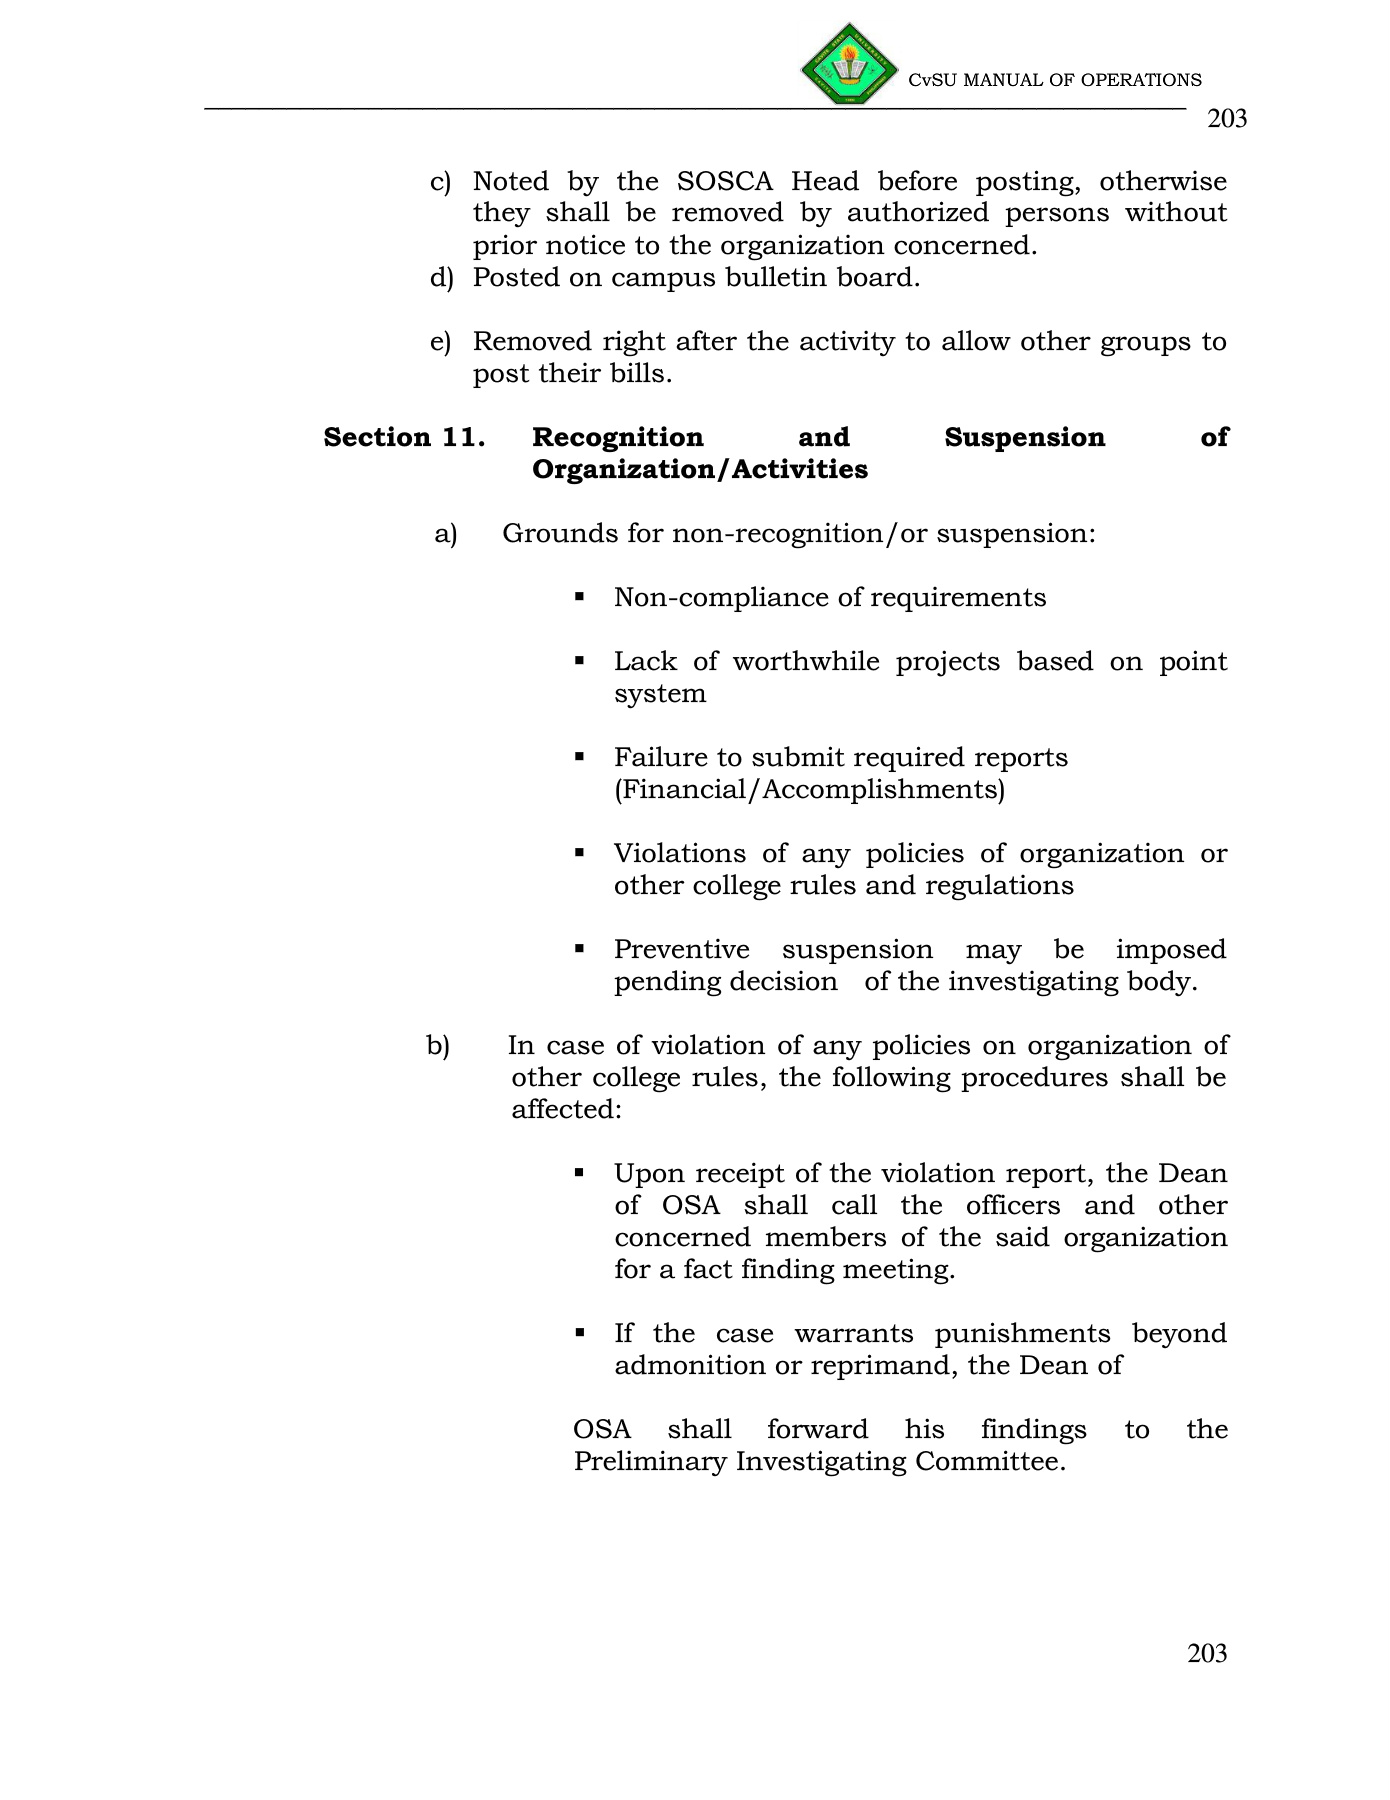 CvSU MANUAL OF OPERATIONS
203
c) Noted by the SOSCA Head before posting, otherwise
they shall be removed by authorized persons without
prior notice to the organization concerned.
d) Posted on campus bulletin board.
e) Removed right after the activity to allow other groups to
post their bills.
Section 11. Recognition and Suspension of
Organization/Activities
a) Grounds for non-recognition/or suspension:
▪ Non-compliance of requirements
▪ Lack of worthwhile projects based on point
system
▪ Failure to submit required reports
(Financial/Accomplishments)
▪ Violations of any policies of organization or
other college rules and regulations
▪ Preventive suspension may be imposed
pending decision of the investigating body.
b) In case of violation of any policies on organization of
other college rules, the following procedures shall be
affected:
▪ Upon receipt of the violation report, the Dean
of OSA shall call the officers and other
concerned members of the said organization
for a fact finding meeting.
▪ If the case warrants punishments beyond
admonition or reprimand, the Dean of
OSA shall forward his findings to the
Preliminary Investigating Committee.
203